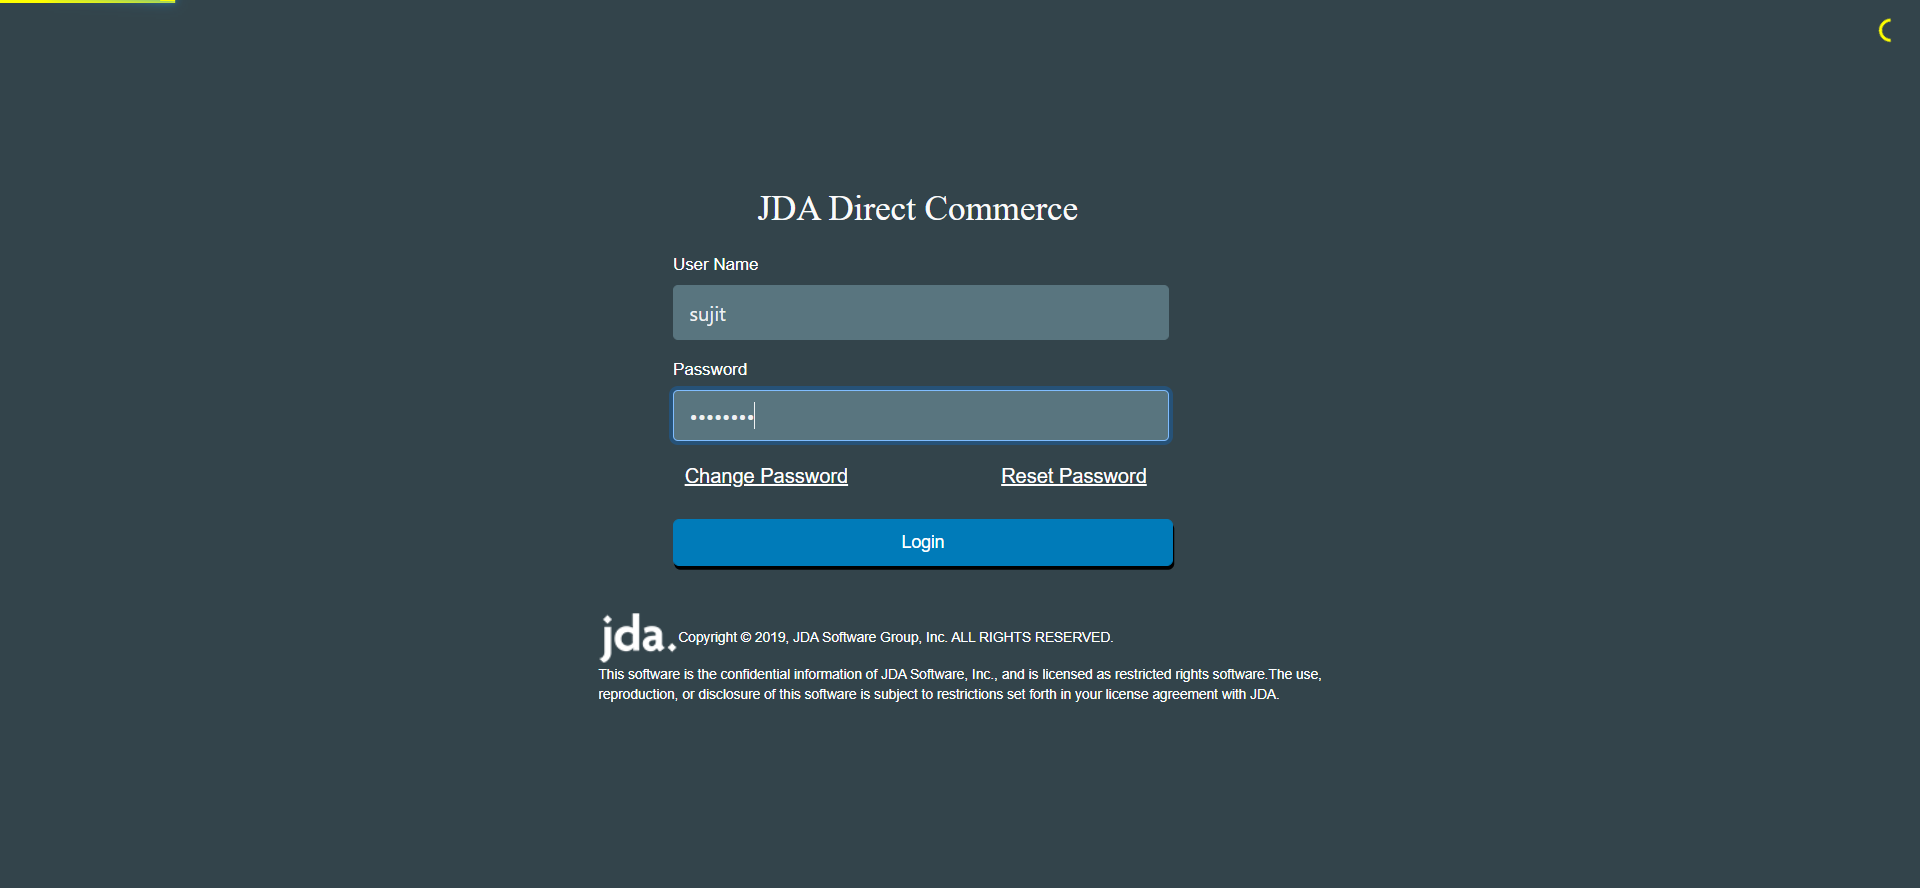 JDA Direct Commerce
User Name
sujit
Password
••••••••
Change Password Reset Password
Login
jda. Copyright © 2019, JDA Software Group, Inc. ALL RIGHTS RESERVED.
This software is the confidential information of JDA Software, Inc., and is licensed as restricted rights software.The use,
reproduction, or disclosure of this software is subject to restrictions set forth in your license agreement with JDA.